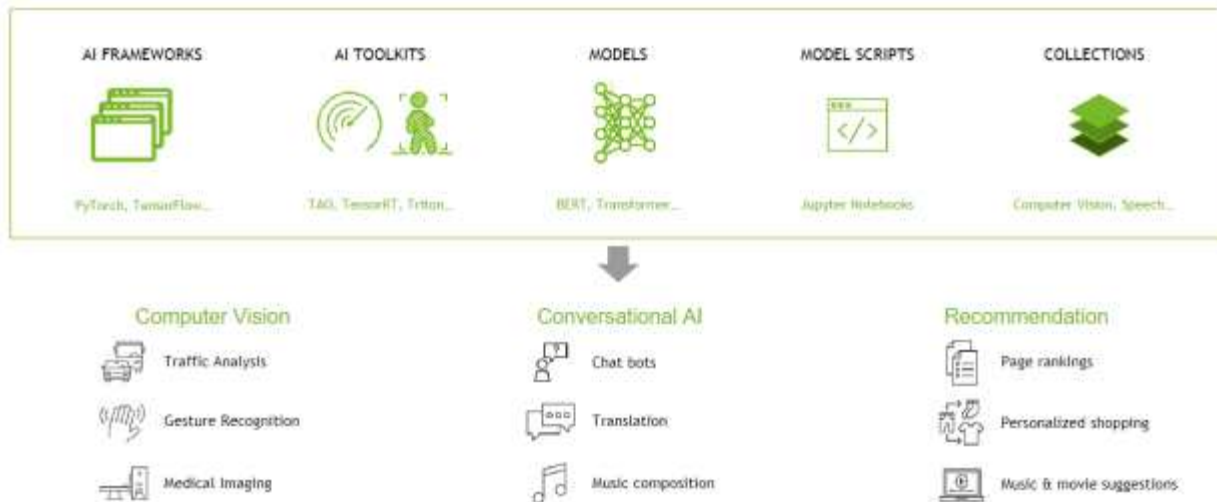 AI FRAMEWORKS
AI TOOLKITS
MODELS
MODEL SCRIPTS
COLLECTIONS
</>
PyTorch, TensorFlow...
TAO, TensorRT, Triton...
BERT, Transformer...
Jupyter Notebooks
Computer Vision, Speech...
Computer Vision
Traffic Analysis
Gesture Recognition
Medical Imaging
Conversational AI
Chat bots
Translation
Music composition
Recommendation
Page rankings
Personalized shopping
Music & movie suggestions